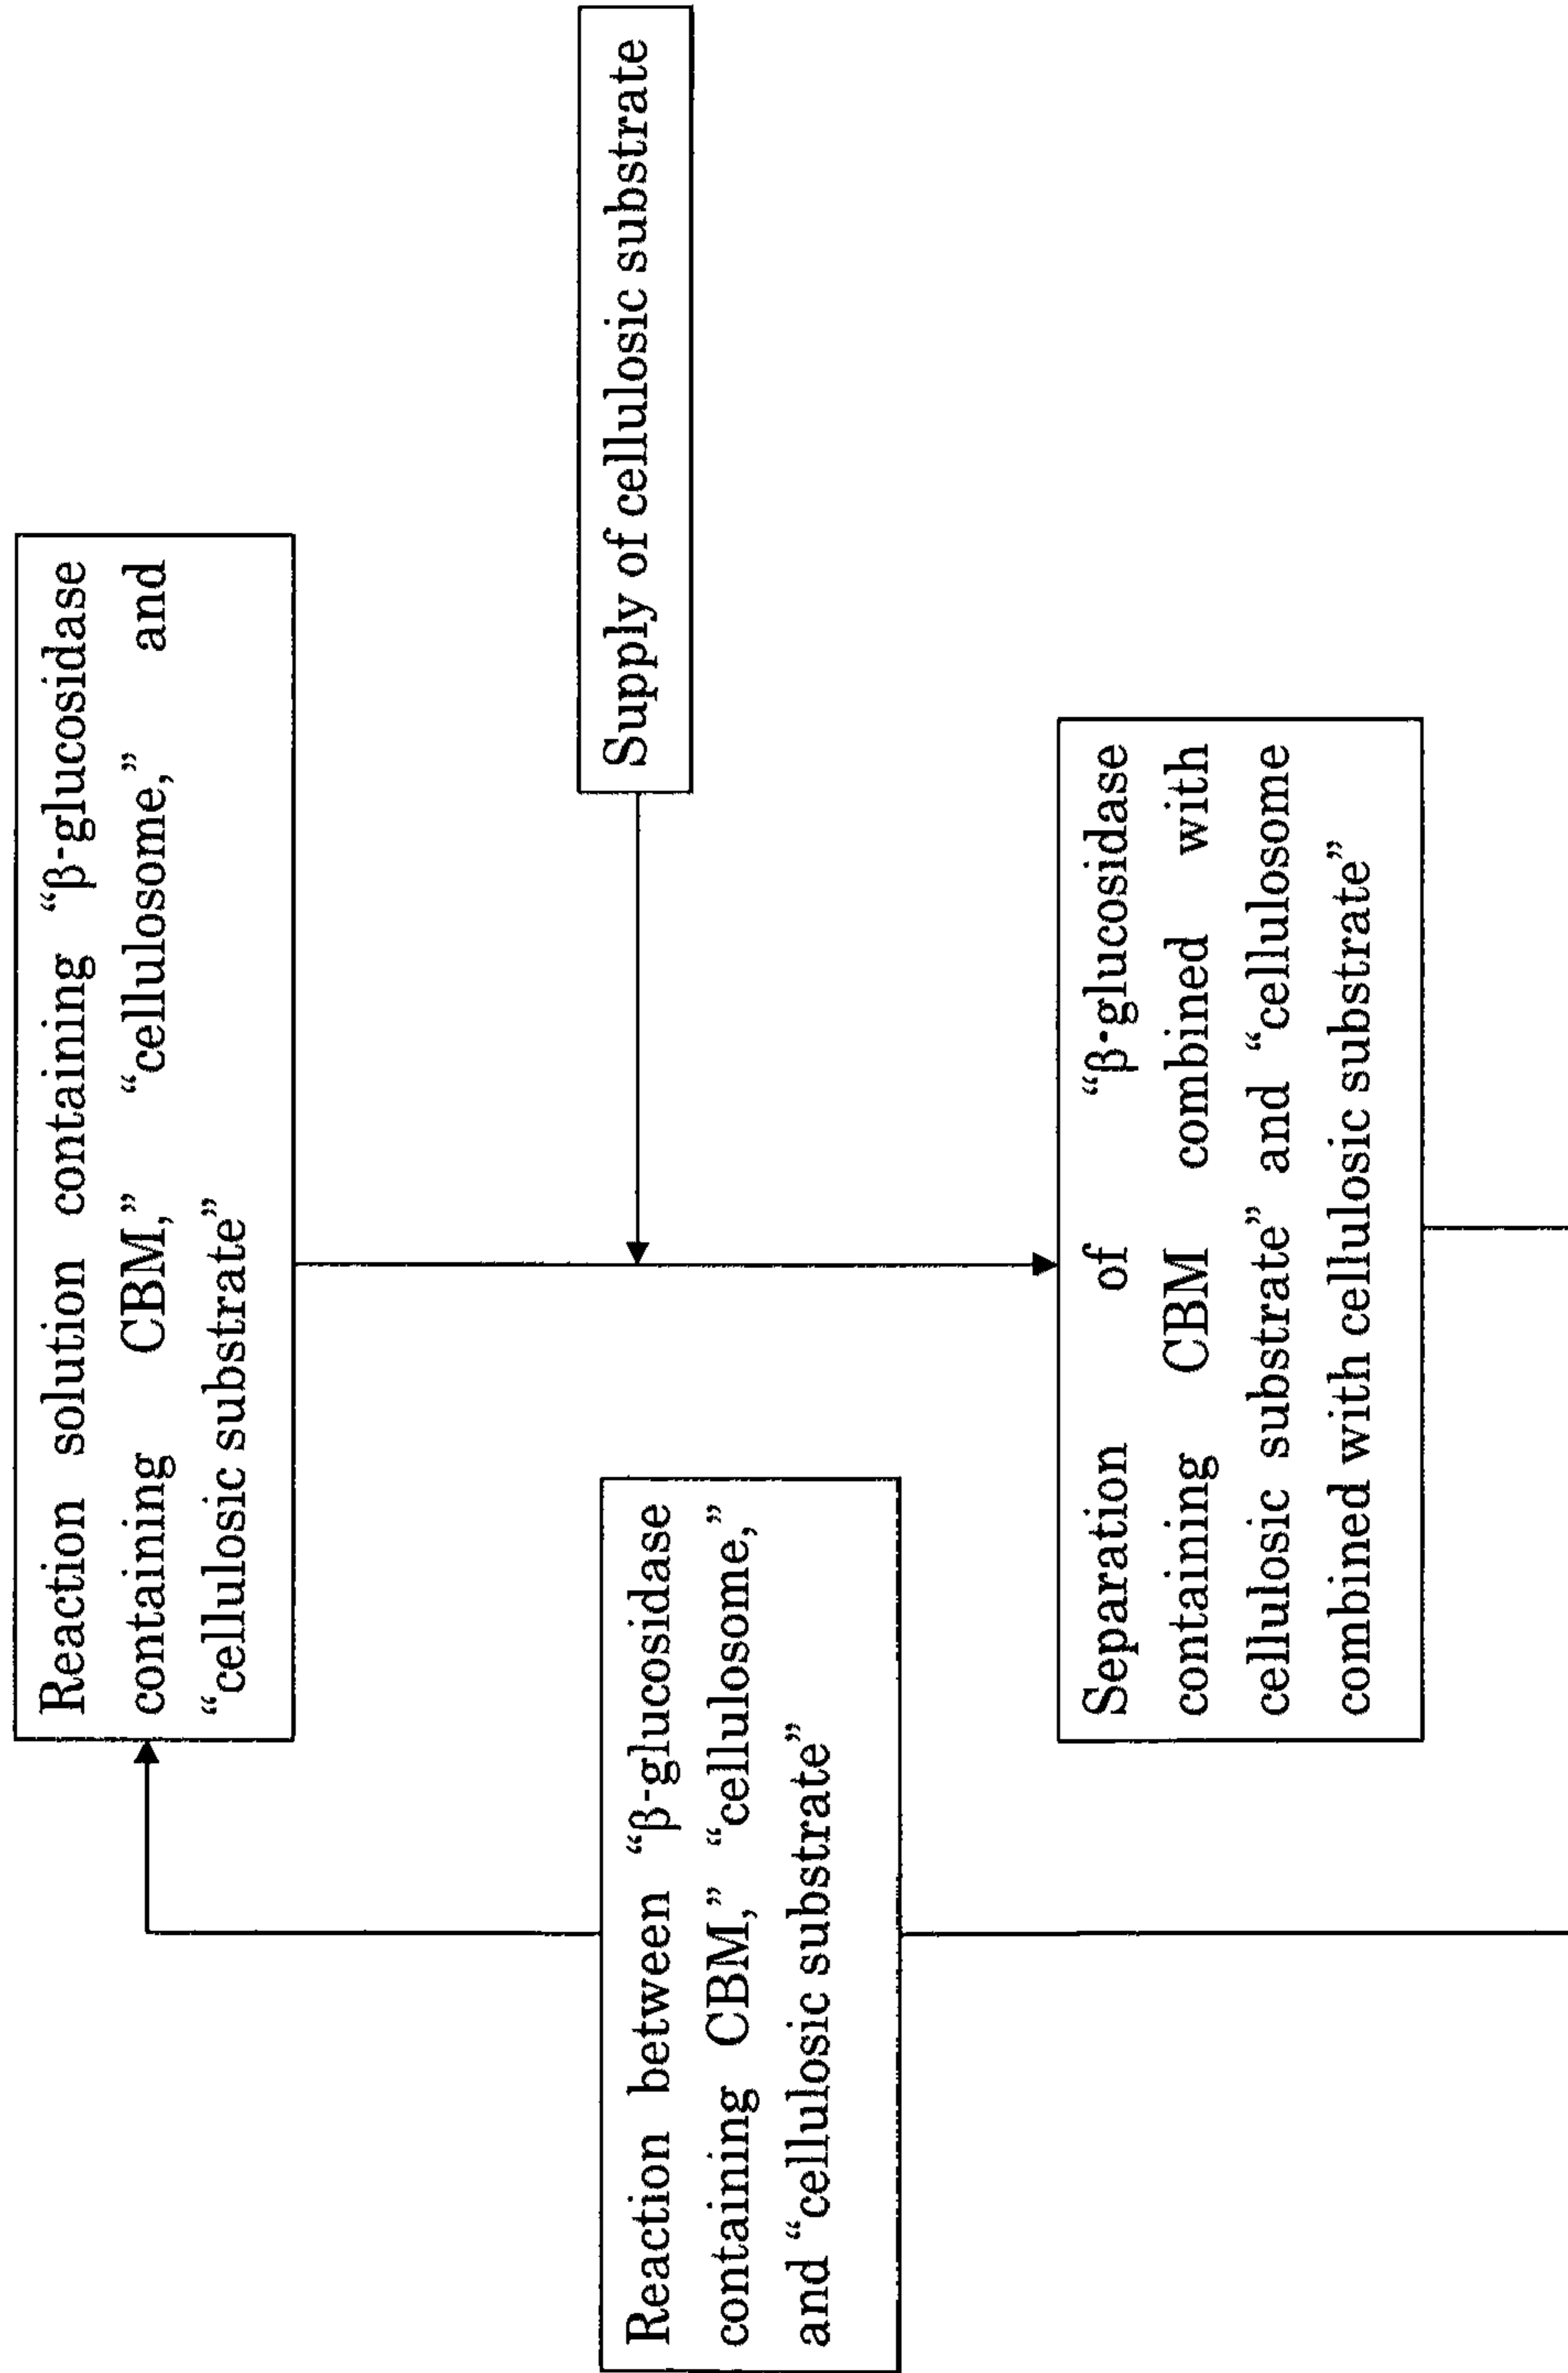 Reaction solution containing “β-glucosidase
containing CBM,” “cellulosome,” and
“cellulosic substrate”
Supply of cellulosic substrate
Reaction between “β-glucosidase
containing CBM,” “cellulosome,”
and “cellulosic substrate”
Separation of “β-glucosidase
containing CBM combined with
cellulosic substrate” and “cellulosome
combined with cellulosic substrate”